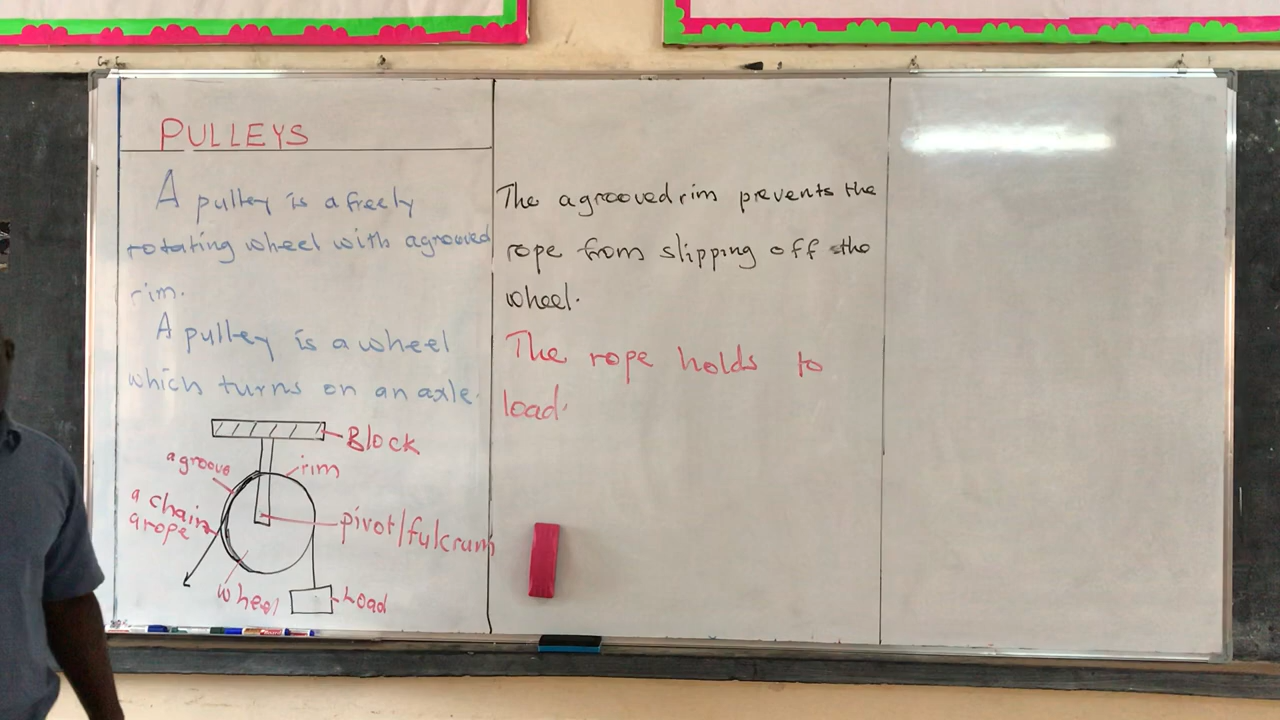 PULLEYS
A pulley is a freely
rotating wheel with agrooved
rim.
A pulley is a wheel
which turns on an axle.
Block
a groove
rim
a chain
arope
pivot/fulcrum
wheel
Load
The agrooved rim prevents the
rope from slipping off the
wheel.
The rope holds to
load.